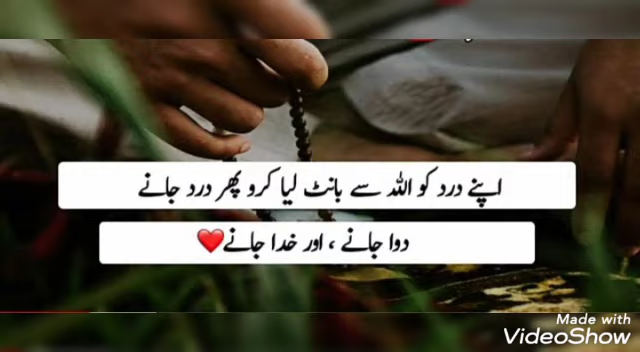 اپنے درد کو اللہ سے بانٹ لیا کرو پھر درد جانے
دوا جانے ، اور خدا جانے❤️
Made with
VideoShow